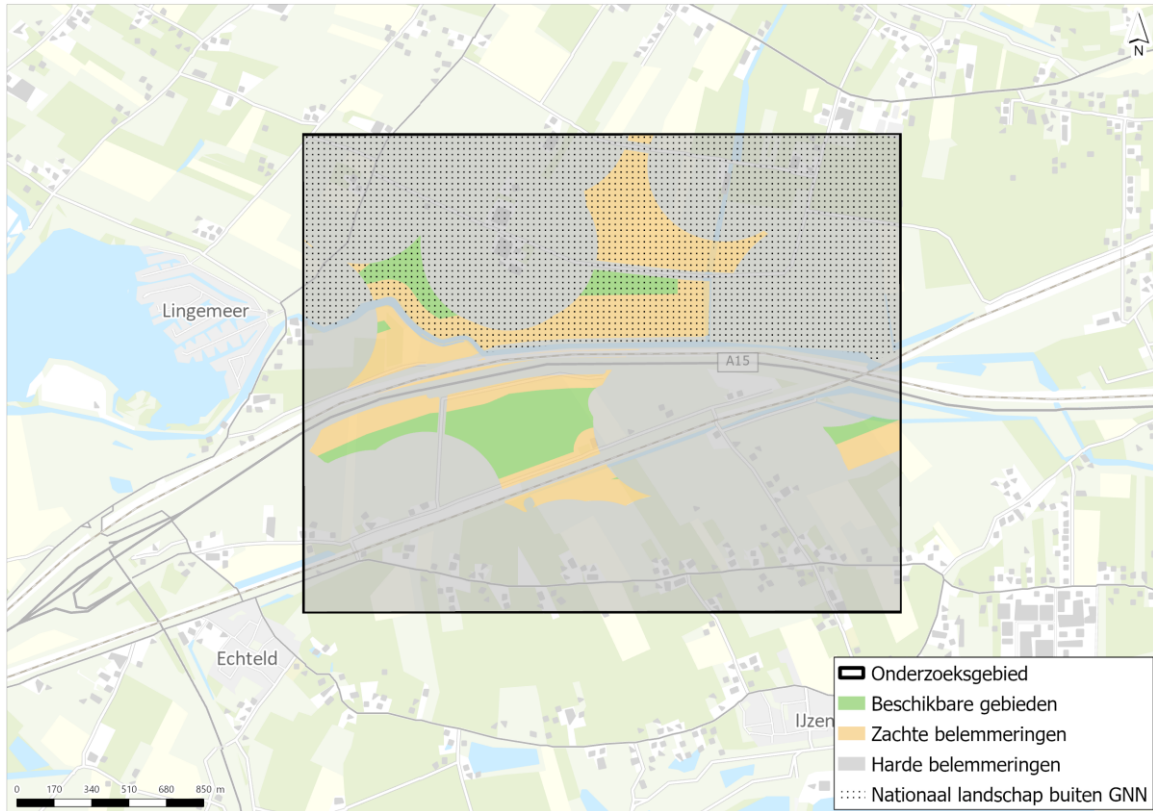 N
Lingemeer
A15
Echteld
IJzen
Onderzoeksgebied
Beschikbare gebieden
Zachte belemmeringen
Harde belemmeringen
Nationaal landschap buiten GNN
0 170 340 510 680 850 m